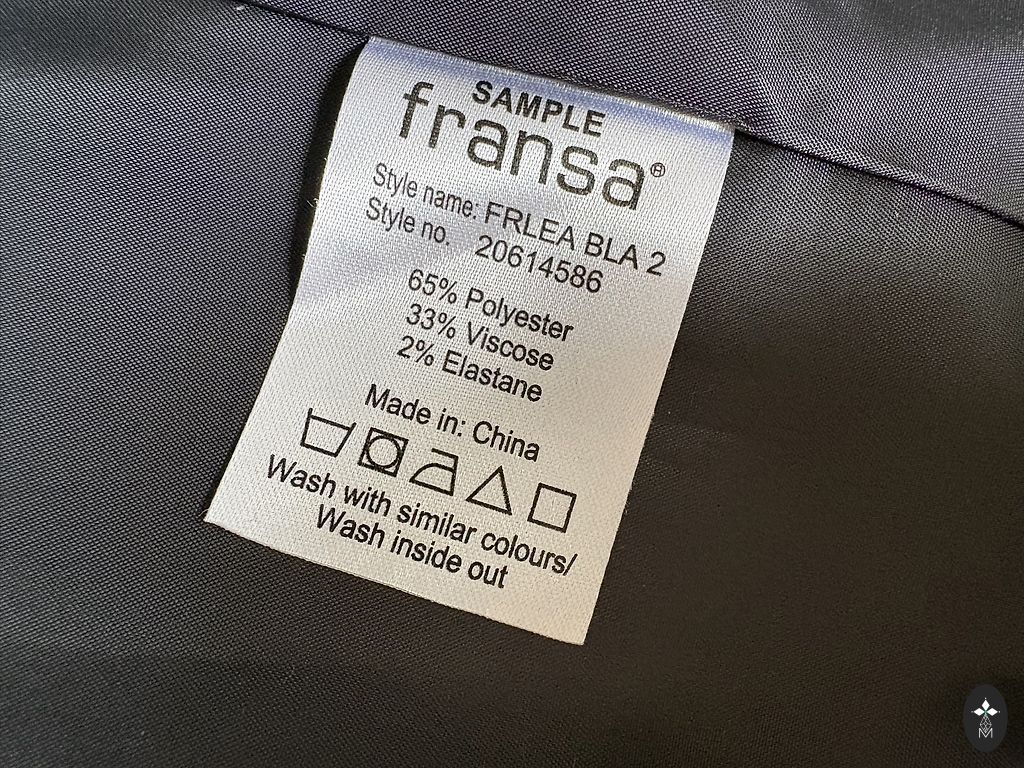 SAMPLE
fransa®
Style name: FRLEA BLA 2
Style no. 20614586
65% Polyester
33% Viscose
2% Elastane
Made in: China
Wash with similar colours/
Wash inside out
M